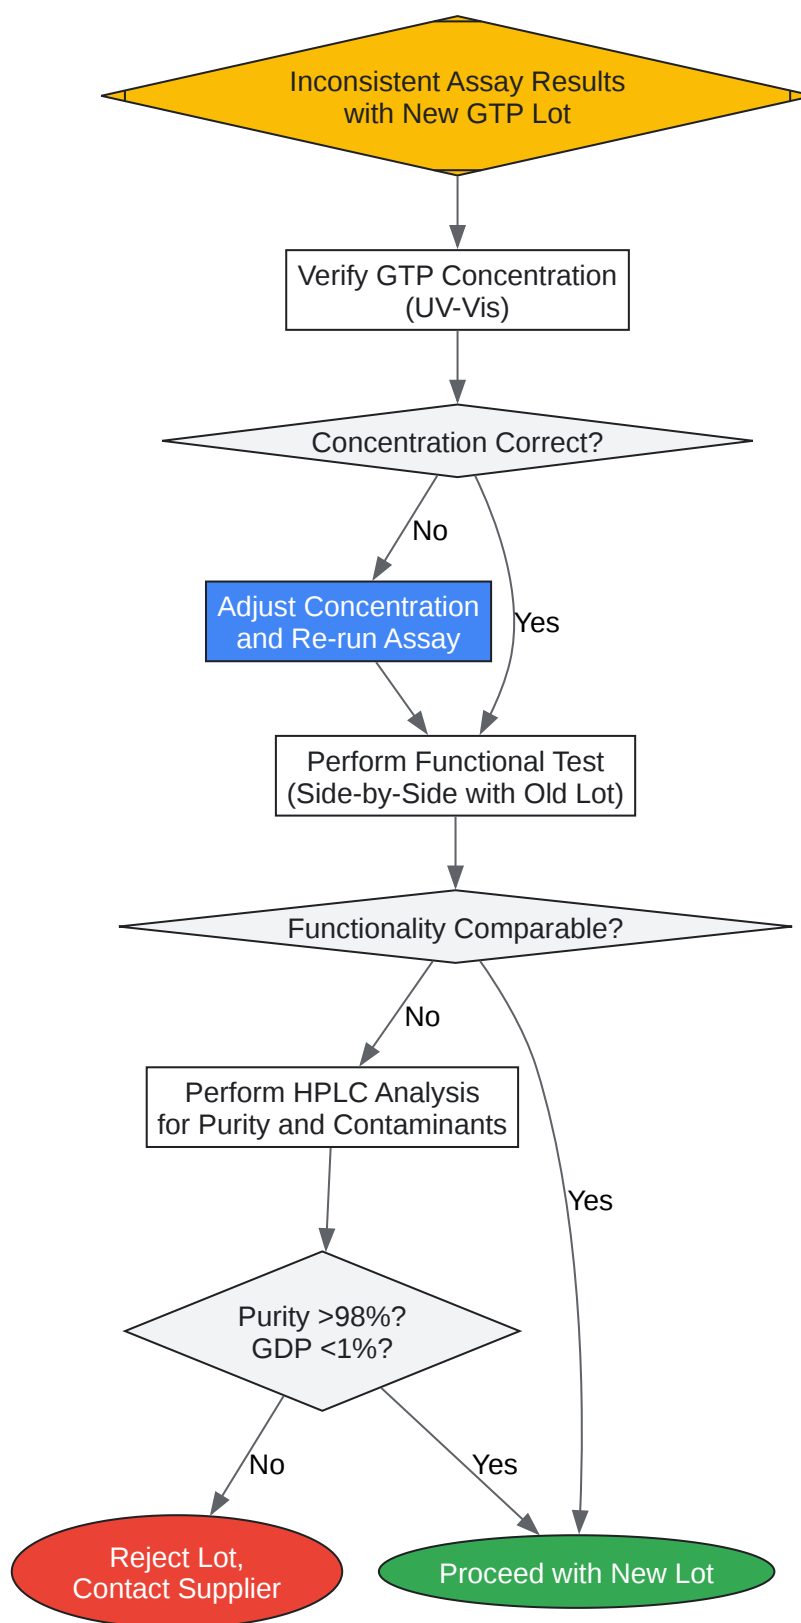 Inconsistent Assay Results
with New GTP Lot
Verify GTP Concentration
(UV-Vis)
Concentration Correct?
No
Adjust Concentration
and Re-run Assay
Yes
Perform Functional Test
(Side-by-Side with Old Lot)
Functionality Comparable?
No
Perform HPLC Analysis
for Purity and Contaminants
Yes
Purity >98%?
GDP <1%?
No
Yes
Reject Lot,
Contact Supplier
Proceed with New Lot